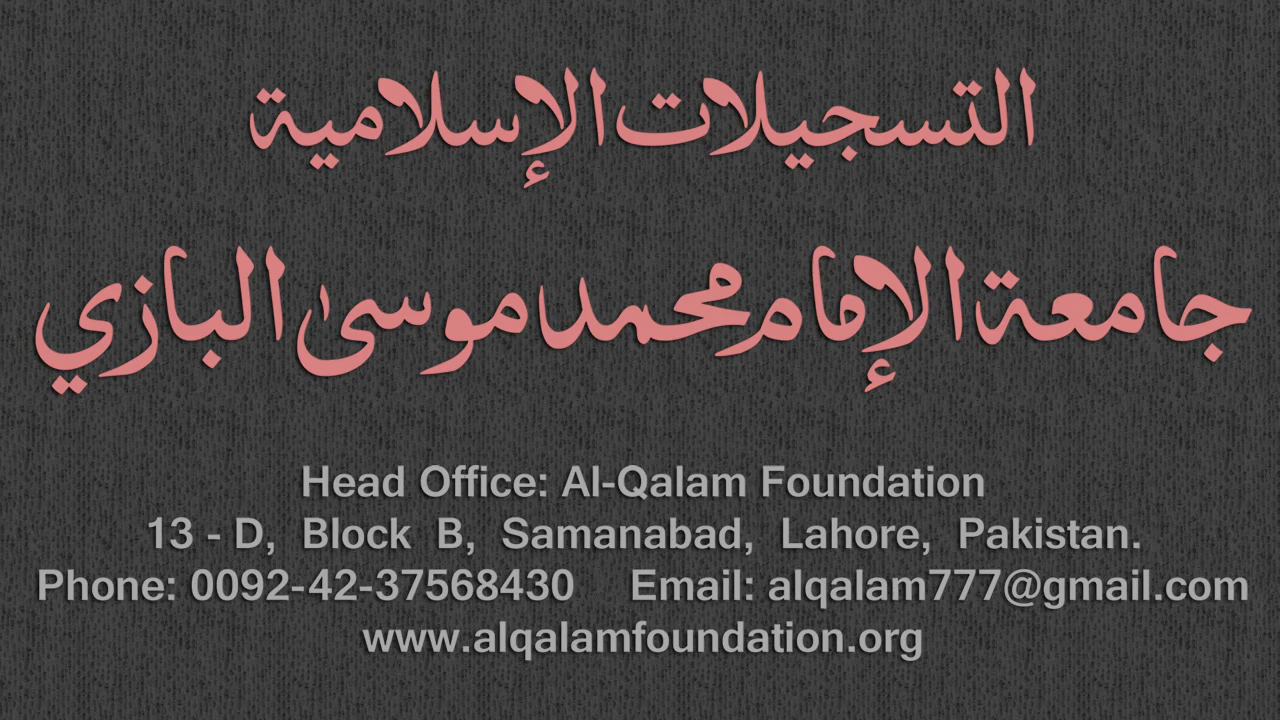 التسجيلات الإسلامية
جامعة الإمام محمد موسىٰ البازي
Head Office: Al-Qalam Foundation
13 - D, Block B, Samanabad, Lahore, Pakistan.
Phone: 0092-42-37568430 Email: alqalam777@gmail.com
www.alqalamfoundation.org